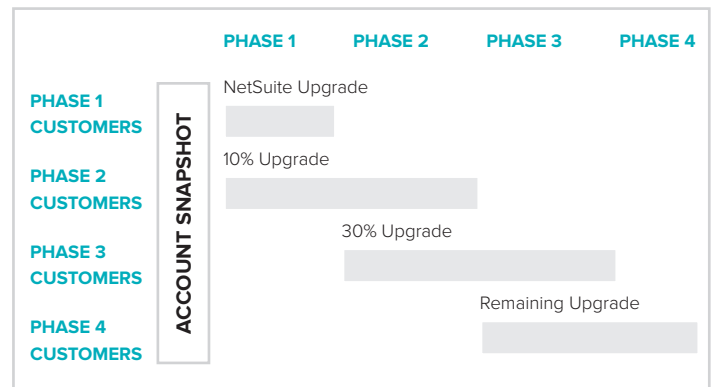 PHASE 1 PHASE 2 PHASE 3 PHASE 4
NetSuite Upgrade
PHASE 1
CUSTOMERS
ACCOUNT SNAPSHOT
10% Upgrade
PHASE 2
CUSTOMERS
30% Upgrade
PHASE 3
CUSTOMERS
Remaining Upgrade
PHASE 4
CUSTOMERS